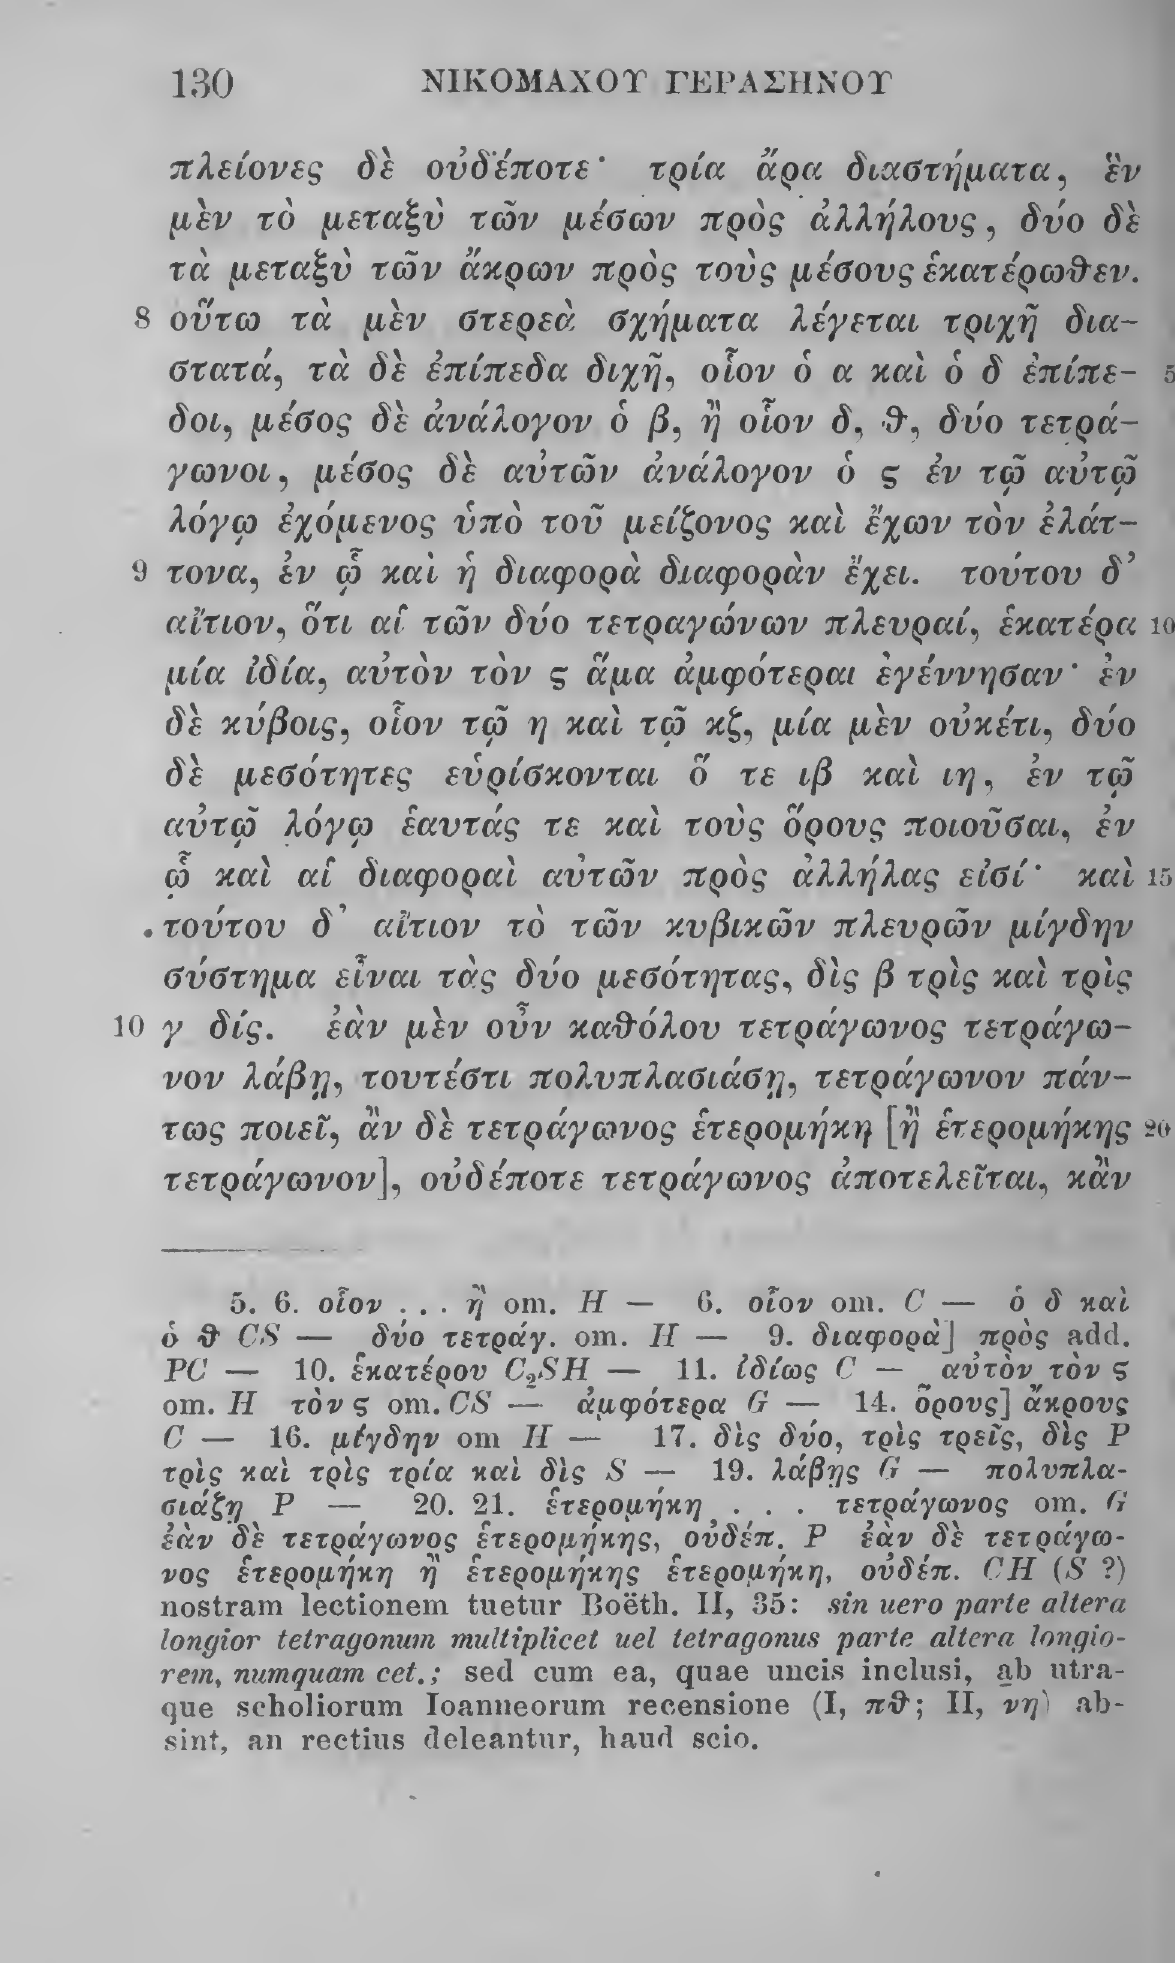 130 ΝΙΚΟΜΑΧΟΥ ΓΕΡΑΣΗΝΟΥ
πλείονες δὲ οὐδέποτε· τρία ἄρα διαστήματα, ἓν
μὲν τὸ μεταξὺ τῶν μέσων πρὸς ἀλλήλους, δύο δὲ
τὰ μεταξὺ τῶν ἄκρων πρὸς τοὺς μέσους ἑκατέρωθεν.
8 οὕτω τὰ μὲν στερεὰ σχήματα λέγεται τριχῆ δια-
στατά, τὰ δὲ ἐπίπεδα διχῆ, οἷον ὁ α καὶ ὁ δ ἐπίπε- 5
δοι, μέσος δὲ ἀνάλογον ὁ β, ἢ οἷον δ, θ, δύο τετρά-
γωνοι, μέσος δὲ αὐτῶν ἀνάλογον ὁ ς ἐν τῷ αὐτῷ
λόγῳ ἐχόμενος ὑπὸ τοῦ μείζονος καὶ ἔχων τὸν ἐλάτ-
9 τονα, ἐν ᾧ καὶ ἡ διαφορὰ διαφορὰν ἔχει. τούτου δ’
αἴτιον, ὅτι αἱ τῶν δύο τετραγώνων πλευραί, ἑκατέρα 10
μία ἰδία, αὐτὸν τὸν ς ἅμα ἀμφότεραι ἐγέννησαν· ἐν
δὲ κύβοις, οἷον τῷ η καὶ τῷ κζ, μία μὲν οὐκέτι, δύο
δὲ μεσότητες εὑρίσκονται ὅ τε ιβ καὶ ιη, ἐν τῷ
αὐτῷ λόγῳ ἑαυτάς τε καὶ τοὺς ὅρους ποιοῦσαι, ἐν
ᾧ καὶ αἱ διαφοραὶ αὐτῶν πρὸς ἀλλήλας εἰσί· καὶ 15
τούτου δ’ αἴτιον τὸ τῶν κυβικῶν πλευρῶν μίγδην
σύστημα εἶναι τὰς δύο μεσότητας, δὶς β τρὶς καὶ τρὶς
10 γ δίς. ἐὰν μὲν οὖν καθόλου τετράγωνος τετράγω-
νον λάβῃ, τουτέστι πολυπλασιάσῃ, τετράγωνον πάν-
τως ποιεῖ, ἂν δὲ τετράγωνος ἑτερομήκη [ἢ ἑτερομήκης 20
τετράγωνον], οὐδέποτε τετράγωνος ἀποτελεῖται, κἂν
5. 6. οἷον . . . ἢ om. H — 6. οἷον om. C — ὁ δ καὶ
ὁ θ CS — δύο τετράγ. om. H — 9. διαφορὰ] πρὸς add.
PC — 10. ἑκατέρου C₂SH — 11. ἰδίως C — αὐτὸν τὸν ς
om. H τὸν ς om. CS — ἀμφότερα G — 14. ὅρους] ἄκρους
C — 16. μίγδην om H — 17. δὶς δύο, τρὶς τρεῖς, δὶς P
τρὶς καὶ τρὶς τρία καὶ δὶς S — 19. λάβῃς G — πολυπλα-
σιάζῃ P — 20. 21. ἑτερομήκη . . . τετράγωνος om. G
ἐὰν δὲ τετράγωνος ἑτερομήκης, οὐδέπ. P ἐὰν δὲ τετράγω-
νος ἑτερομήκη ἢ ἑτερομήκης ἑτερομήκη, οὐδέπ. CH (S ?)
nostram lectionem tuetur Boëth. II, 35: sin uero parte altera
longior tetragonum multiplicet uel tetragonus parte altera longio-
rem, numquam cet.; sed cum ea, quae uncis inclusi, ab utra-
que scholiorum Ioanneorum recensione (I, πθ; II, νη) ab-
sint, an rectius deleantur, haud scio.